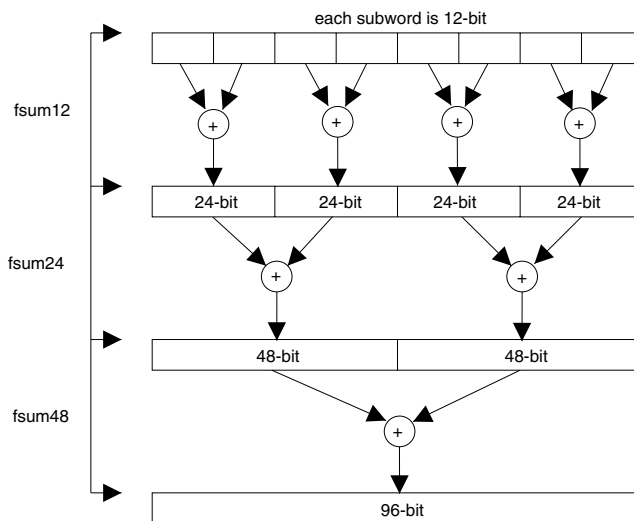 each subword is 12-bit
fsum12
+ + + +
24-bit 24-bit 24-bit 24-bit
fsum24
+ +
48-bit 48-bit
fsum48
+
96-bit